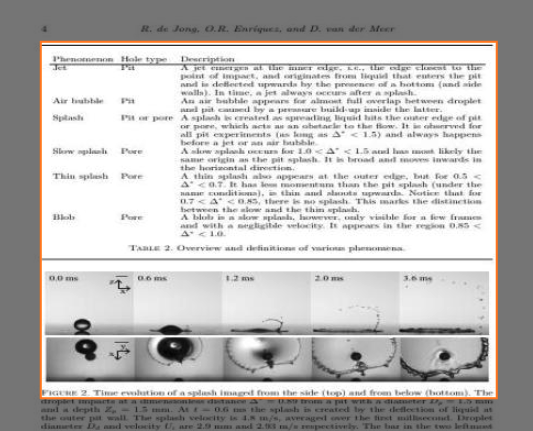 4 R. de Jong, O.R. Enríquez, and D. van der Meer
Phenomenon Hole type Description
Jet Pit A jet emerges at the inner edge, i.e., the edge closest to the
point of impact, and originates from liquid that enters the pit
and is deflected upwards by the presence of a bottom (and side
walls). In time, a jet always occurs after a splash.
Air bubble Pit An air bubble appears for almost full overlap between droplet
and pit caused by a pressure build-up inside the latter.
Splash Pit or pore A splash is created as spreading liquid hits the outer edge of pit
or pore, which acts as an obstacle to the flow. It is observed for
all pit experiments (as long as Δ* < 1.5) and always happens
before a jet or an air bubble.
Slow splash Pore A slow splash occurs for 1.0 < Δ* < 1.5 and has most likely the
same origin as the pit splash. It is broad and moves inwards in
the horizontal direction.
Thin splash Pore A thin splash also appears at the outer edge, but for 0.5 <
Δ* < 0.7. It has less momentum than the pit splash (under the
same conditions), is thin and shoots upwards. Notice that for
0.7 < Δ* < 0.85, there is no splash. This marks the distinction
between the slow and the thin splash.
Blob Pore A blob is a slow splash, however, only visible for a few frames
and with a negligible velocity. It appears in the region 0.85 <
Δ* < 1.0.
Table 2. Overview and definitions of various phenomena.
0.0 ms 0.6 ms 1.2 ms 2.0 ms 3.6 ms
Figure 2. Time evolution of a splash imaged from the side (top) and from below (bottom). The
droplet impacts at a dimensionless distance Δ* = 0.89 from a pit with a diameter
and a depth = 1.5 mm. At t = 0.6 ms the splash is created by the deflection of liquid at
the outer pit wall. The splash velocity is 4.8 m/s, averaged over the first millisecond. Droplet
diameter and velocity U, are 2.9 mm and 2.93 m/s respectively. The bar in the two leftmost